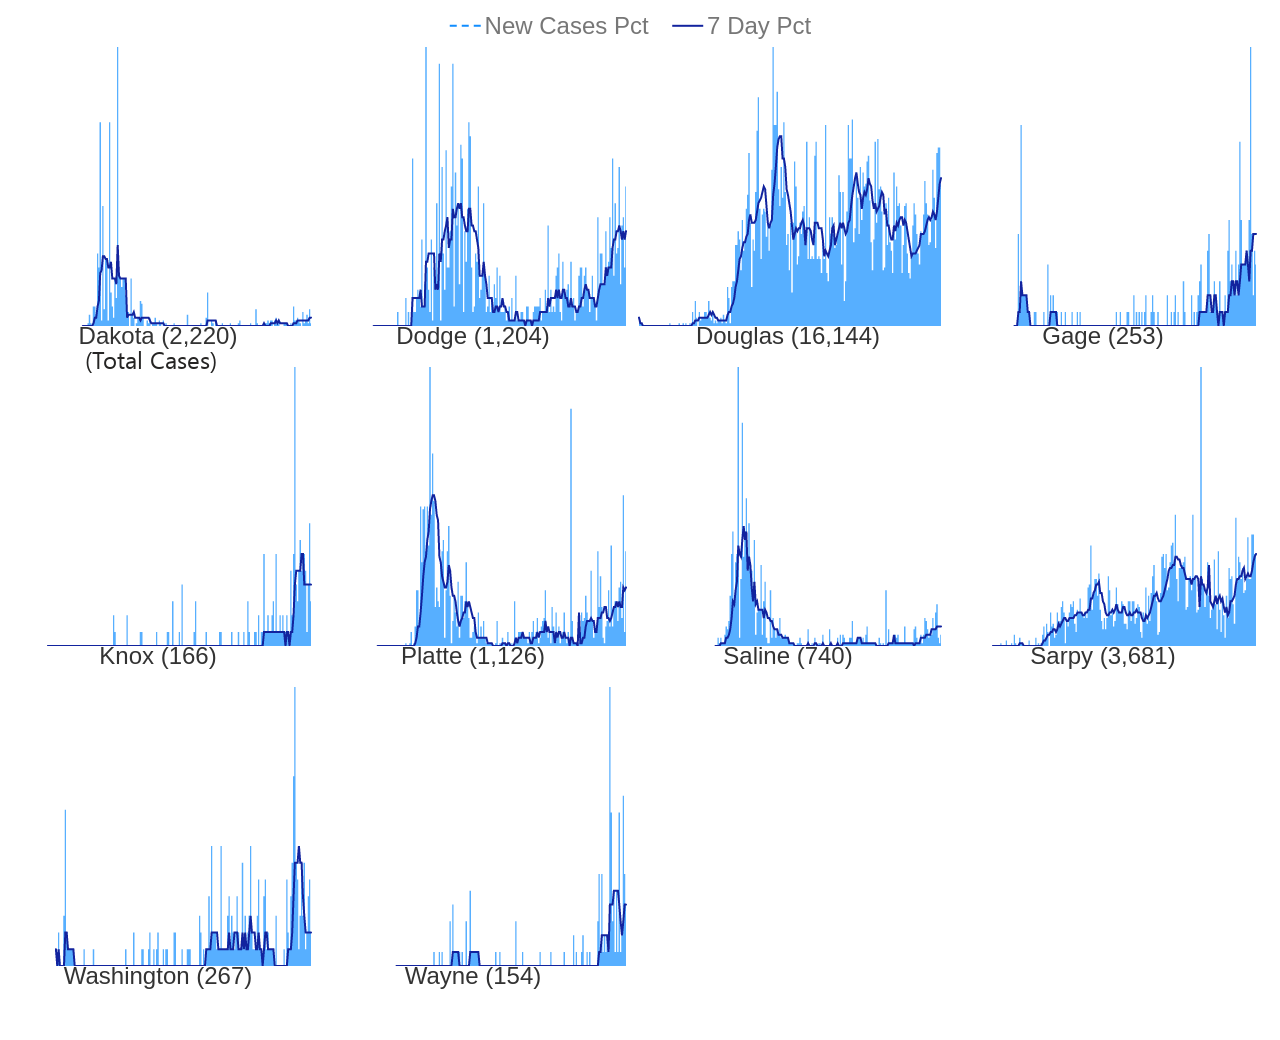 New Cases Pct 7 Day Pct
Dakota (2,220) Dodge (1,204) Douglas (16,144) Gage (253)
(Total Cases)
Knox (166) Platte (1,126) Saline (740) Sarpy (3,681)
Washington (267) Wayne (154)